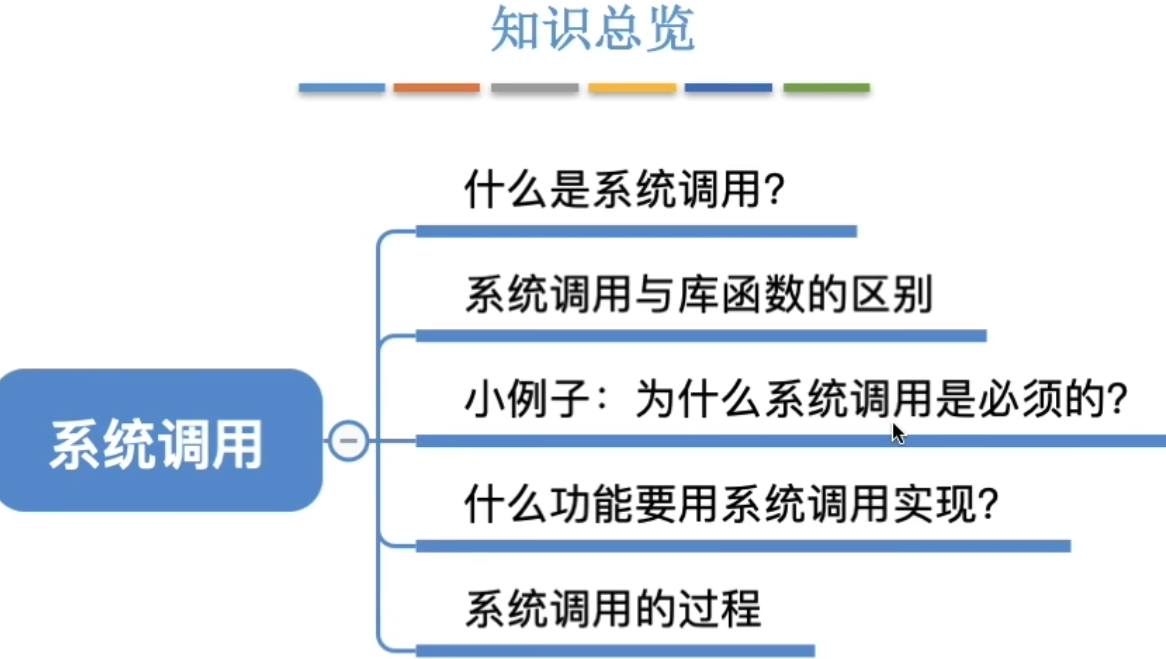 知识总览
什么是系统调用？
系统调用与库函数的区别
小例子：为什么系统调用是必须的？
系统调用
什么功能要用系统调用实现？
系统调用的过程